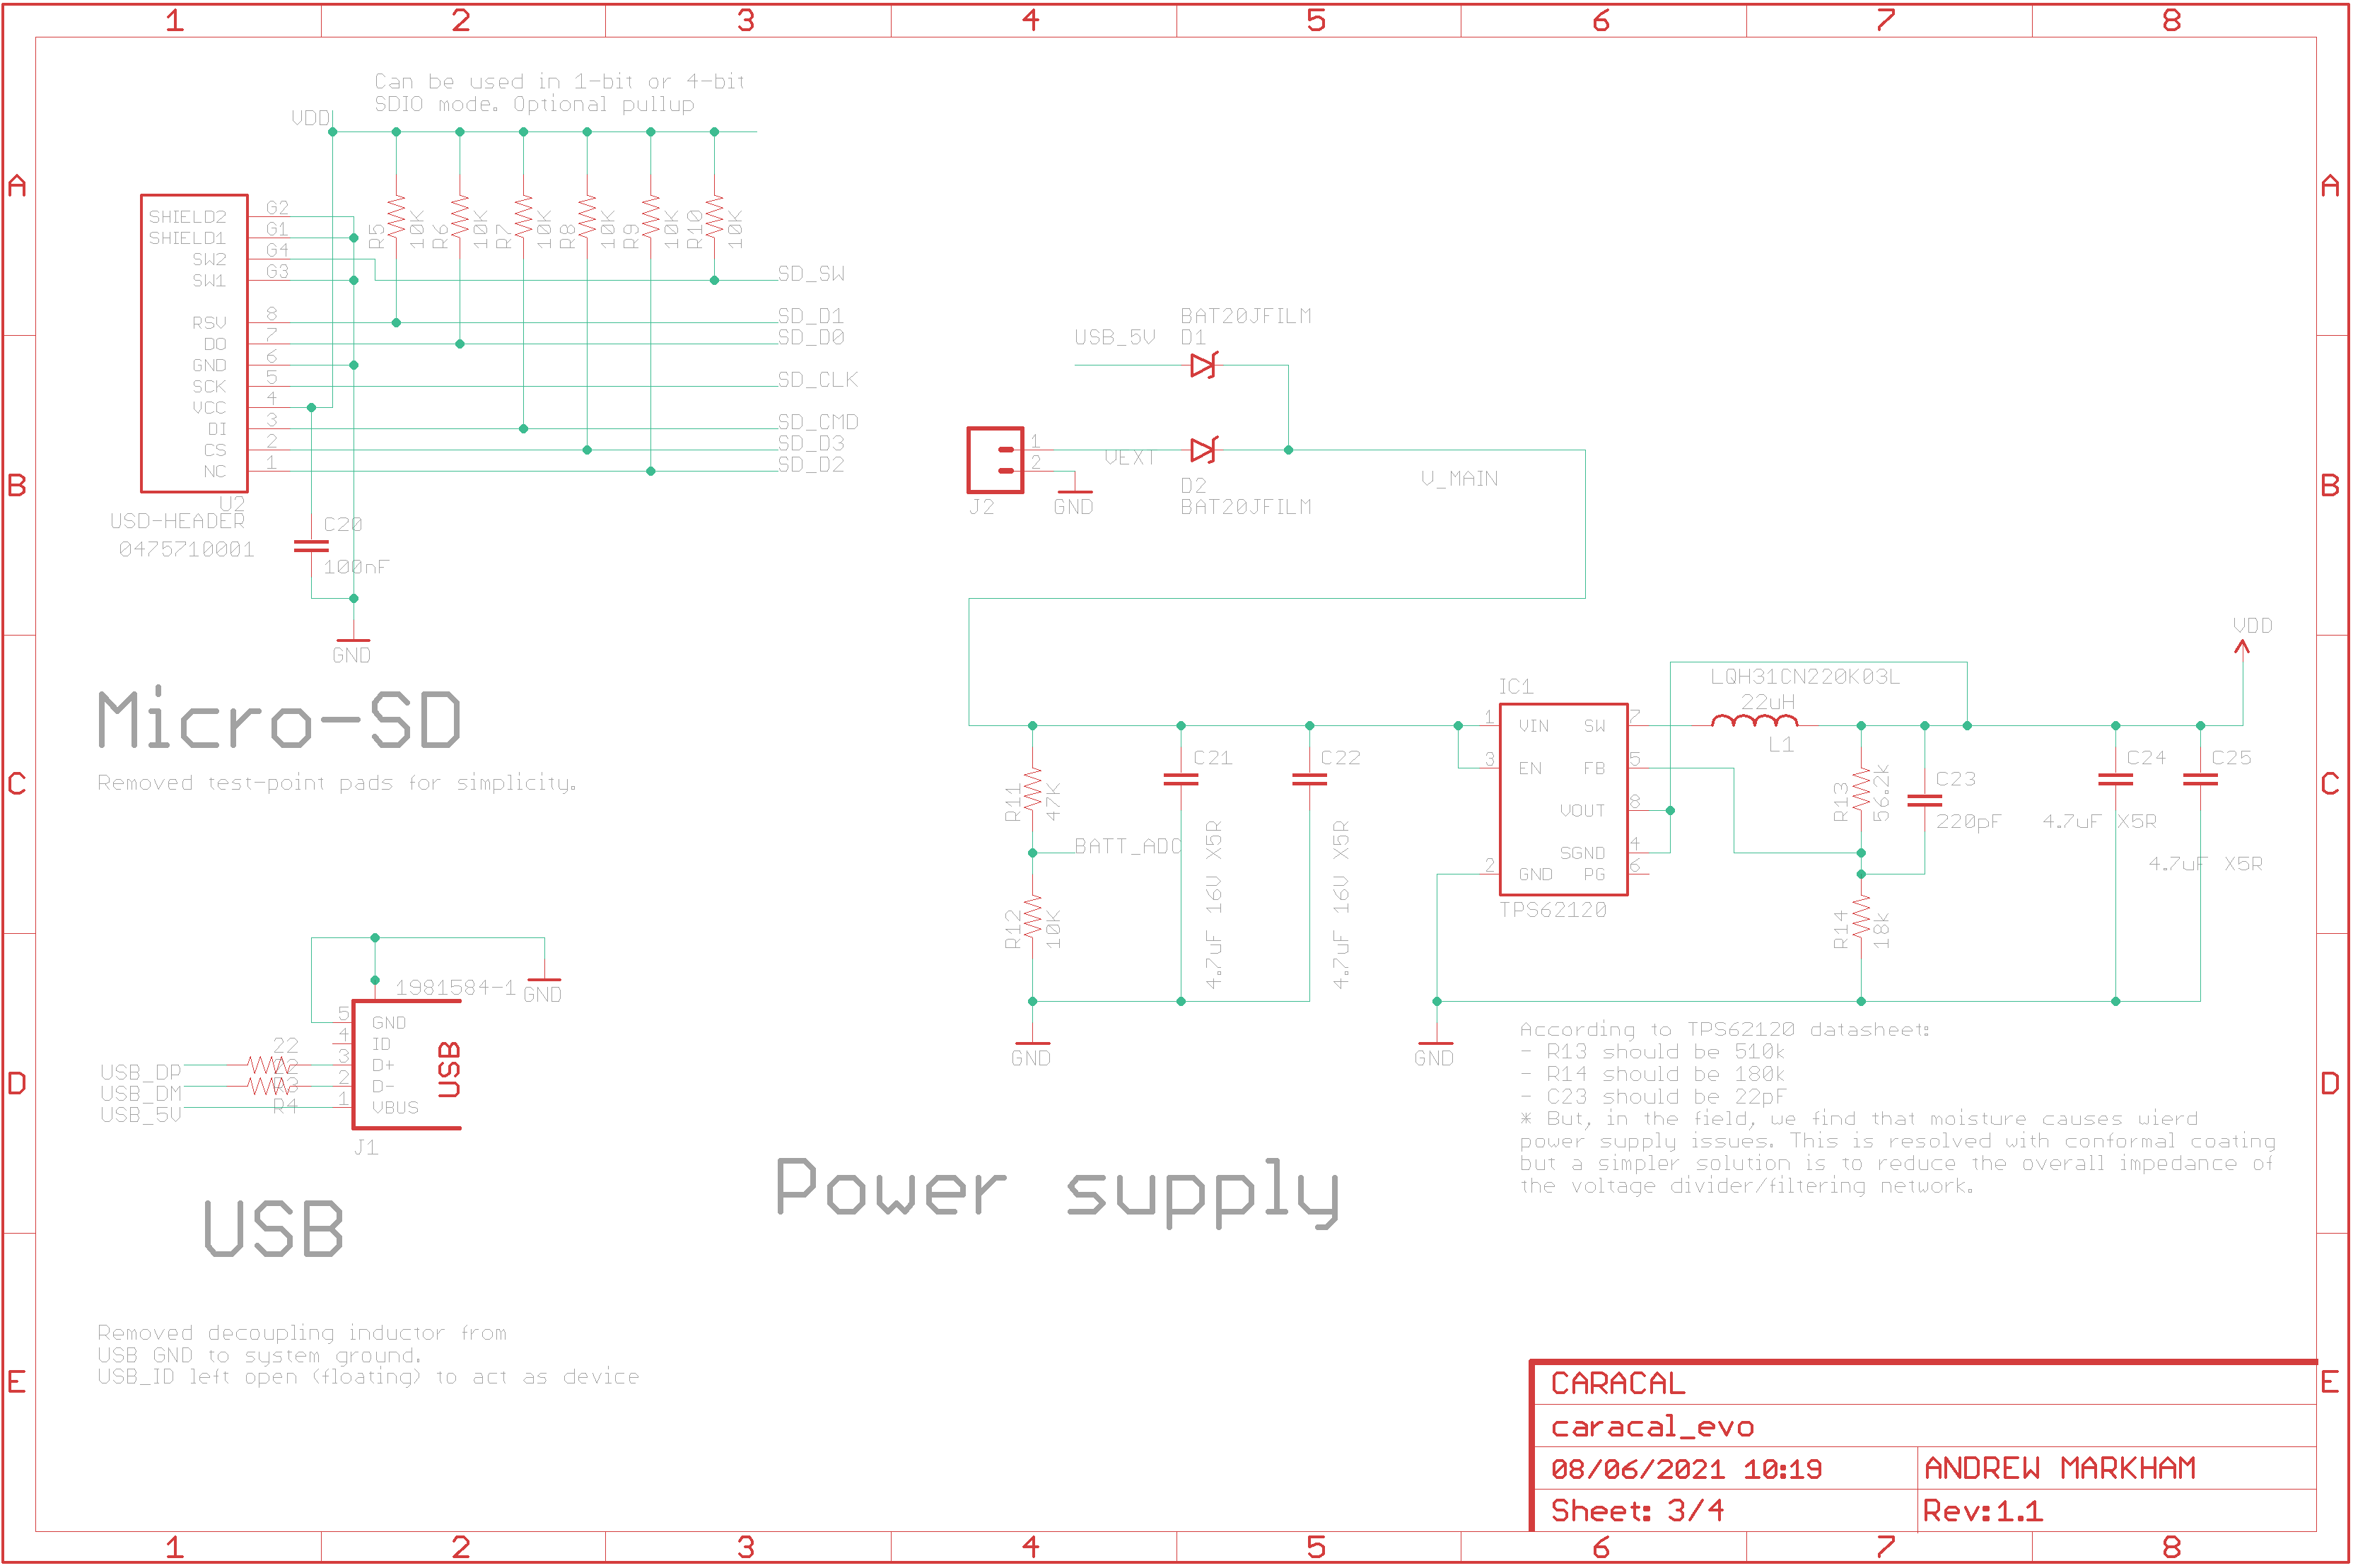 1 2 3 4 5 6 7 8
A
B
C
D
E
A
B
C
D
E
Can be used in 1-bit or 4-bit
SDIO mode. Optional pullup
VDD
SHIELD2 G2
SHIELD1 G1
SW2 G4
SW1 G3
RSV 8
DO 7
GND 6
SCK 5
VCC 4
DI 3
CS 2
NC 1
R5 10K
R6 10K
R7 10K
R8 10K
R9 10K
R10 10K
SD_SW
SD_D1
SD_D0
SD_CLK
SD_CMD
SD_D3
SD_D2
U2
USD-HEADER
0475710001
C20
100nF
GND
Micro-SD
Removed test-point pads for simplicity.
1981584-1
GND
5 GND
4 ID
3 D+
2 D-
1 VBUS
USB
22
22
R3
R4
USB_DP
USB_DM
USB_5V
J1
USB
Removed decoupling inductor from
USB GND to system ground.
USB_ID left open (floating) to act as device
BAT20JFILM
USB_5V D1
1
2
VEXT
J2
GND
D2
BAT20JFILM
V_MAIN
R11 47K
BATT_ADC
R12 10K
C21
4.7uF 16V X5R
C22
4.7uF 16V X5R
GND
IC1
1 VIN SW 7
3 EN FB 5
VOUT 8
SGND 4
2 GND PG 6
TPS62120
GND
LQH31CN220K03L
22uH
L1
R13 56.2k
C23
220pF
R14 18k
C24
4.7uF X5R
C25
4.7uF X5R
VDD
According to TPS62120 datasheet:
- R13 should be 510k
- R14 should be 180k
- C23 should be 22pF
* But, in the field, we find that moisture causes wierd
power supply issues. This is resolved with conformal coating
but a simpler solution is to reduce the overall impedance of
the voltage divider/filtering network.
Power supply
CARACAL
caracal_evo
08/06/2021 10:19 ANDREW MARKHAM
Sheet: 3/4 Rev:1.1
1 2 3 4 5 6 7 8